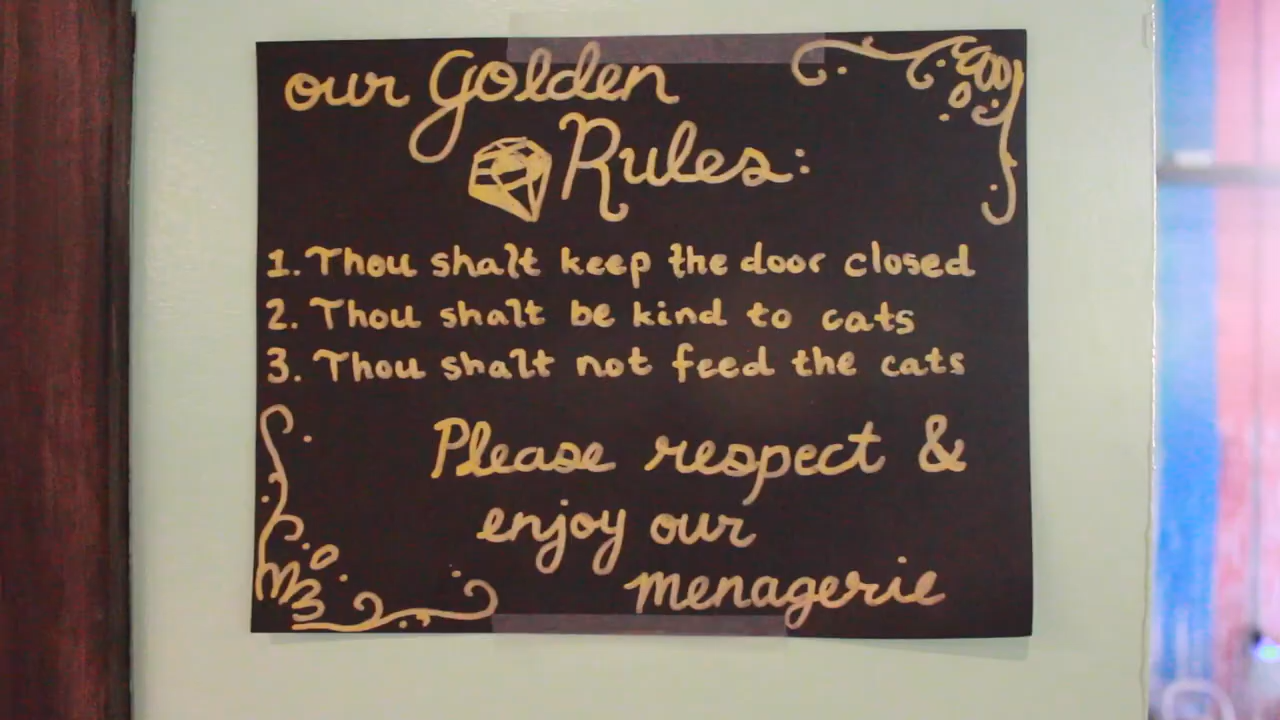 our Golden
Rules:
1. Thou shalt keep the door closed
2. Thou shalt be kind to cats
3. Thou shalt not feed the cats
Please respect &
enjoy our
menagerie